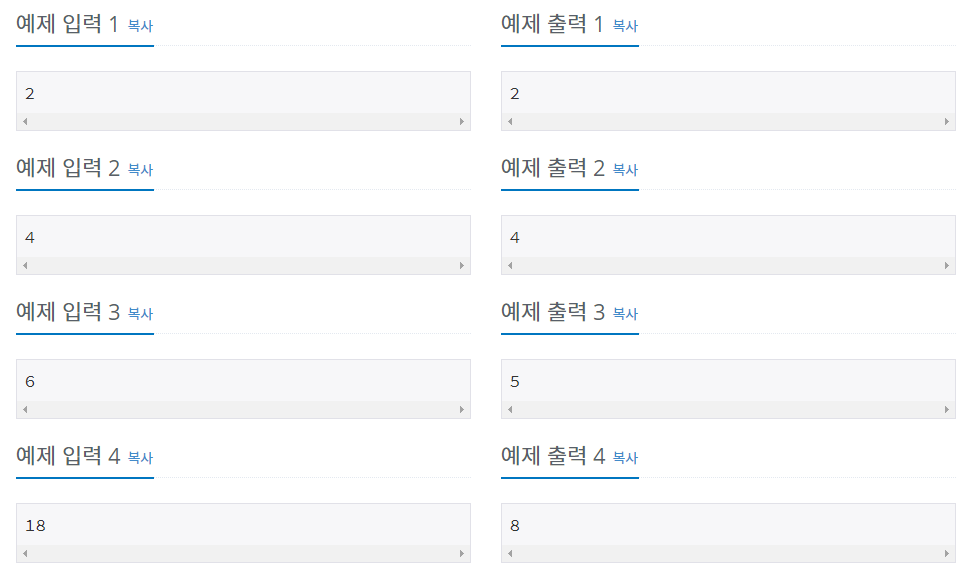 예제 입력 1 복사
예제 출력 1 복사
2
2
예제 입력 2 복사
예제 출력 2 복사
4
4
예제 입력 3 복사
예제 출력 3 복사
6
5
예제 입력 4 복사
예제 출력 4 복사
18
8